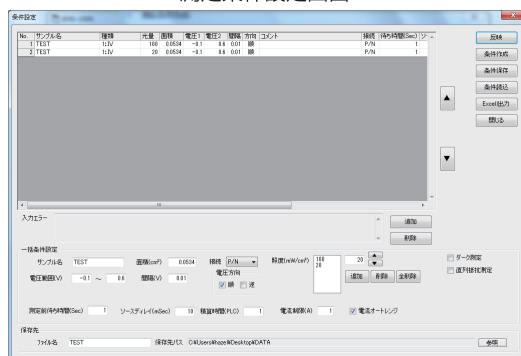 条件設定
No. サンプル名 種類 光量 面積 電圧1 電圧2 間隔 方向 コメント 接続 待ち時間(Sec) ソ
1 TEST 1:IV 100 0.0534 -0.1 0.6 0.01 順 P/N 1
2 TEST 1:IV 20 0.0534 -0.1 0.6 0.01 順 P/N 1
反映
条件作成
条件保存
条件読込
Excel出力
閉じる
入力エラー
追加
削除
一括条件設定
サンプル名 TEST 面積(cm²) 0.0534 接続 P/N 照度(mW/cm²) 100 20 ダーク測定
20 直列抵抗測定
電圧範囲(V) -0.1 ~ 0.6 間隔(V) 0.01 電圧方向 追加 削除 全削除
順 逆
測定前待ち時間(Sec) 1 ソースディレイ(mSec) 10 積算時間(PLC) 1 電流制限(A) 1 電流オートレンジ
保存先
ファイル名 TEST 保存先パス C:¥Users¥hazel¥Desktop¥DATA 参照